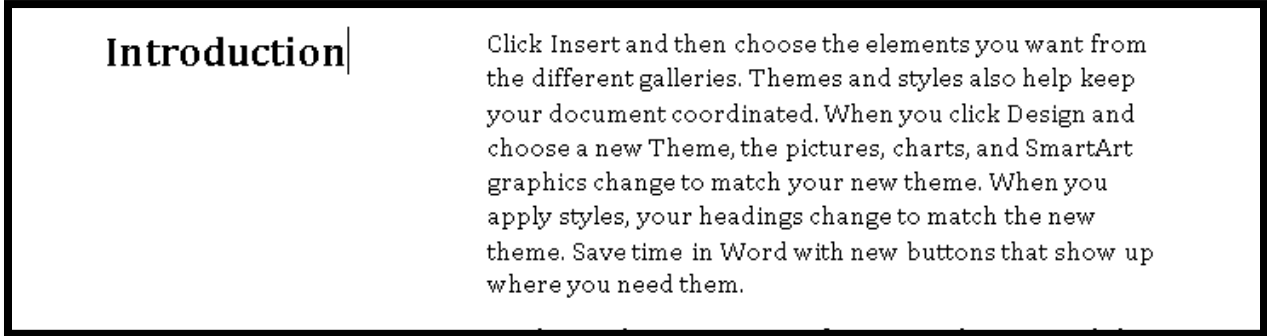 Introduction
Click Insert and then choose the elements you want from
the different galleries. Themes and styles also help keep
your document coordinated. When you click Design and
choose a new Theme, the pictures, charts, and SmartArt
graphics change to match your new theme. When you
apply styles, your headings change to match the new
theme. Save time in Word with new buttons that show up
where you need them.